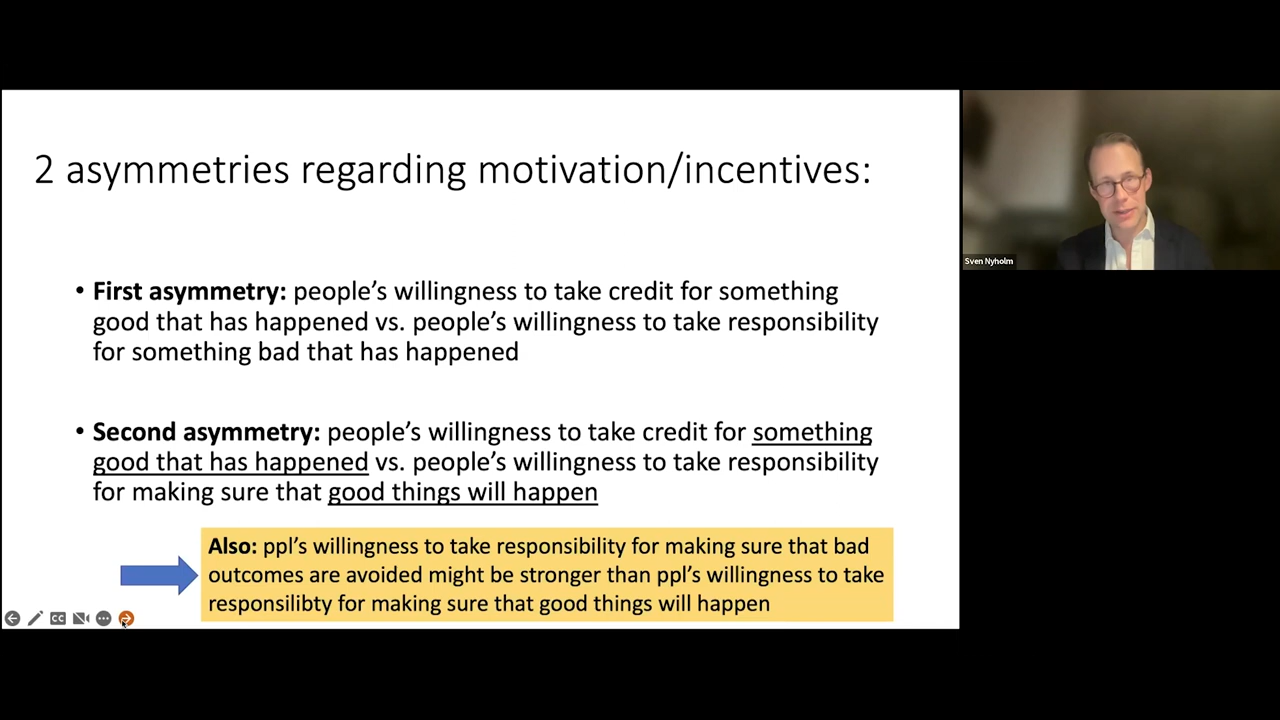 2 asymmetries regarding motivation/incentives:
• First asymmetry: people's willingness to take credit for something
good that has happened vs. people's willingness to take responsibility
for something bad that has happened
• Second asymmetry: people's willingness to take credit for something
good that has happened vs. people's willingness to take responsibility
for making sure that good things will happen
Also: ppl's willingness to take responsibility for making sure that bad
outcomes are avoided might be stronger than ppl's willingness to take
responsilibty for making sure that good things will happen
CC
Sven Nyholm